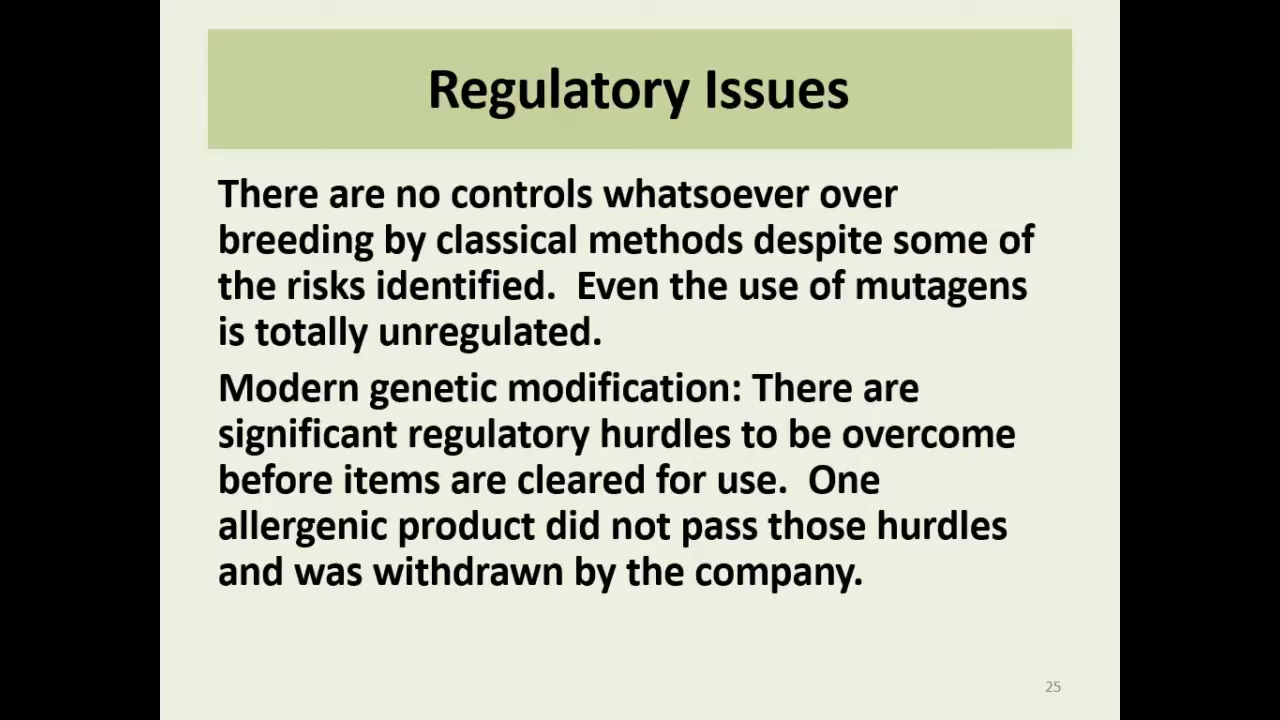 Regulatory Issues
There are no controls whatsoever over
breeding by classical methods despite some of
the risks identified.  Even the use of mutagens
is totally unregulated.
Modern genetic modification: There are
significant regulatory hurdles to be overcome
before items are cleared for use.  One
allergenic product did not pass those hurdles
and was withdrawn by the company.
25